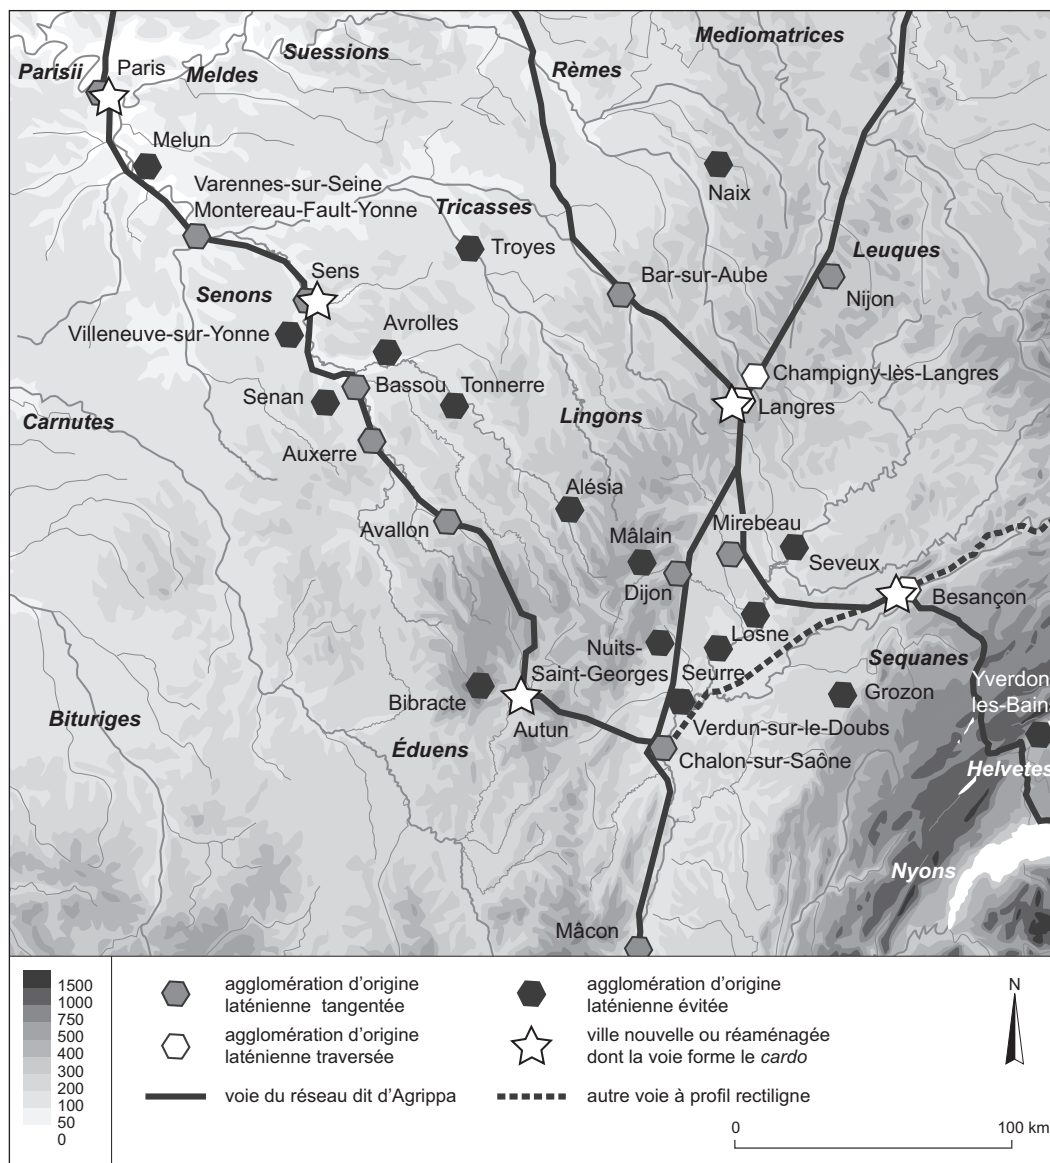 Mediomatrices
Suessions
Parisii
Paris
Meldes
Rèmes
Melun
Naix
Varennes-sur-Seine
Montereau-Fault-Yonne
Tricasses
Troyes
Leuques
Bar-sur-Aube
Nijon
Sens
Senons
Villeneuve-sur-Yonne
Avrolles
Champigny-lès-Langres
Bassou
Tonnerre
Senan
Langres
Lingons
Carnutes
Auxerre
Alésia
Avallon
Mirebeau
Mâlain
Seveux
Dijon
Besançon
Losne
Nuits-
Saint-Georges
Seurre
Sequanes
Yverdon-
les-Bains
Grozon
Bibracte
Bituriges
Autun
Verdun-sur-le-Doubs
Éduens
Chalon-sur-Saône
Helvetes
Nyons
Mâcon
1500
1000
750
500
400
300
200
100
50
0
agglomération d'origine
laténienne tangentée
agglomération d'origine
laténienne évitée
agglomération d'origine
laténienne traversée
ville nouvelle ou réaménagée
dont la voie forme le cardo
voie du réseau dit d'Agrippa
autre voie à profil rectiligne
N
0 100 km